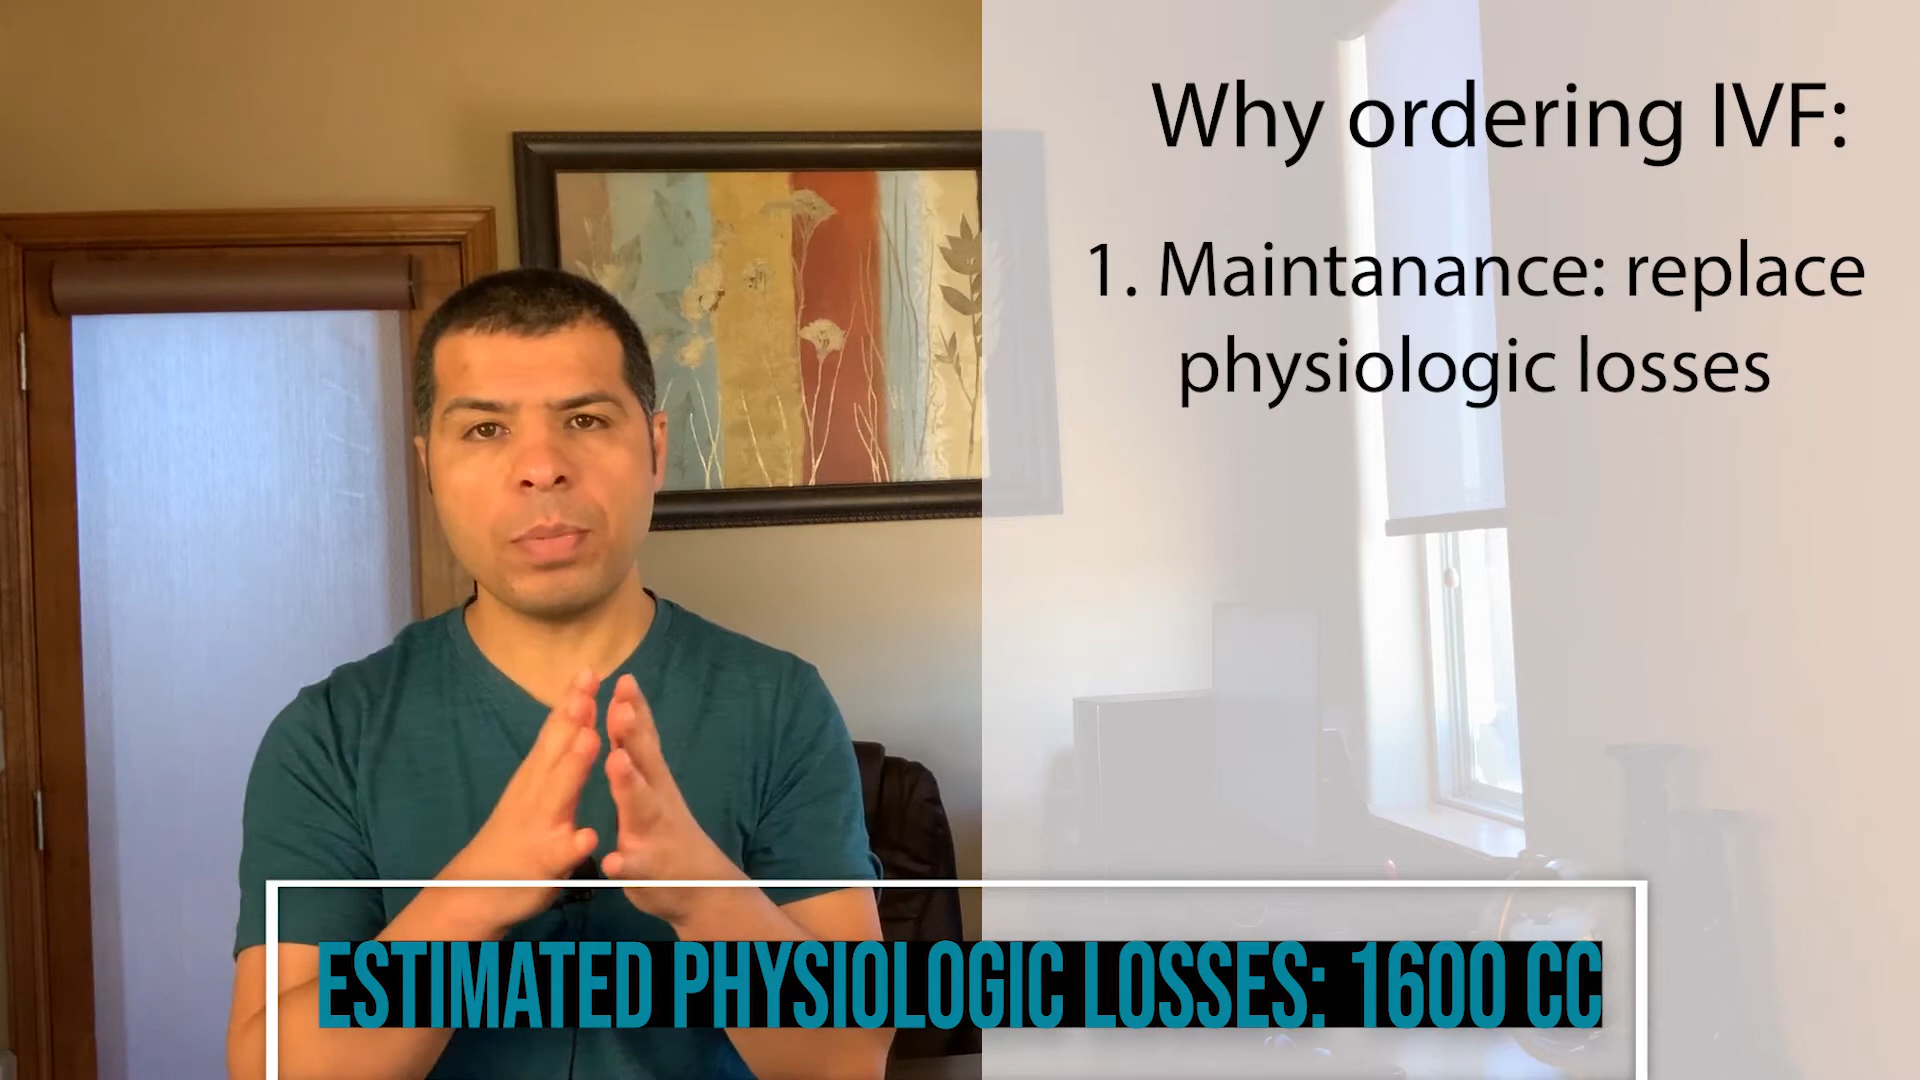 Why ordering IVF:
1. Maintanance: replace
physiologic losses
ESTIMATED PHYSIOLOGIC LOSSES: 1600 CC